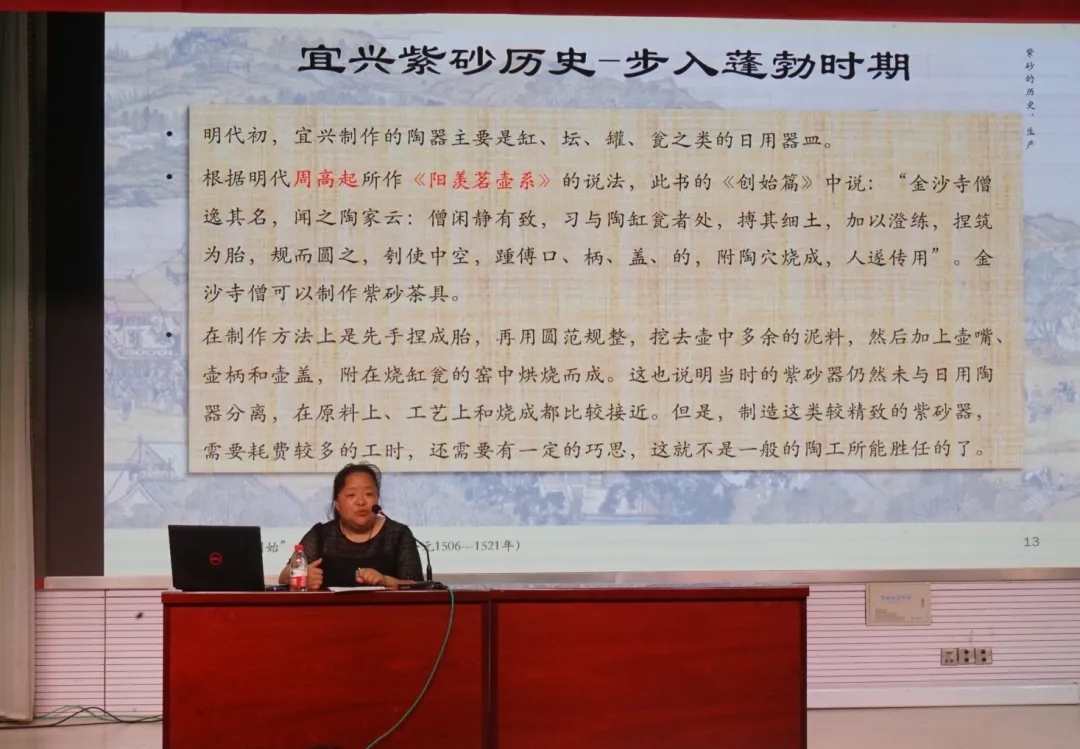 宜兴紫砂历史-步入蓬勃时期
紫砂的历史、生产
• 明代初，宜兴制作的陶器主要是缸、坛、罐、瓮之类的日用器皿。
• 根据明代周高起所作《阳羡茗壶系》的说法，此书的《创始篇》中说：“金沙寺僧
逸其名，闻之陶家云：僧闲静有致，习与陶缸瓮者处，搏其细土，加以澄练，捏筑
为胎，规而圆之，刳使中空，踵傅口、柄、盖、的，附陶穴烧成，人遂传用”。金
沙寺僧可以制作紫砂茶具。
• 在制作方法上是先手捏成胎，再用圆范规整，挖去壶中多余的泥料，然后加上壶嘴、
壶柄和壶盖，附在烧缸瓮的窑中烘烧而成。这也说明当时的紫砂器仍然未与日用陶
器分离，在原料上、工艺上和烧成都比较接近。但是，制造这类较精致的紫砂器，
需要耗费较多的工时，还需要有一定的巧思，这就不是一般的陶工所能胜任的了。
始”
元1506---1521年）
13
DELL